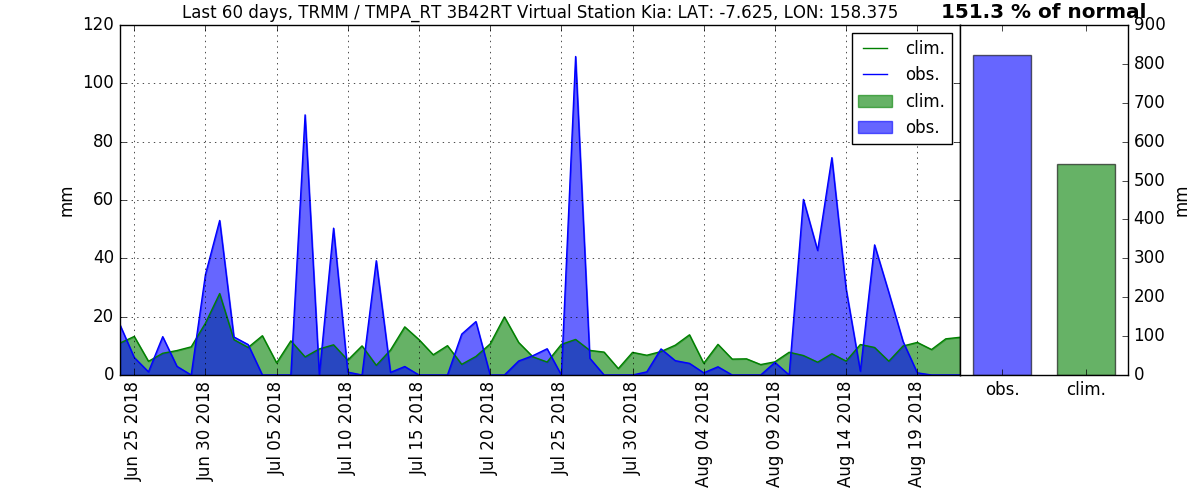 Last 60 days, TRMM / TMPA_RT 3B42RT Virtual Station Kia: LAT: -7.625, LON: 158.375
151.3 % of normal
120
100
80
60
40
20
0
mm
clim.
obs.
clim.
obs.
Jun 25 2018
Jun 30 2018
Jul 05 2018
Jul 10 2018
Jul 15 2018
Jul 20 2018
Jul 25 2018
Jul 30 2018
Aug 04 2018
Aug 09 2018
Aug 14 2018
Aug 19 2018
900
800
700
600
500
400
300
200
100
0
mm
obs.
clim.